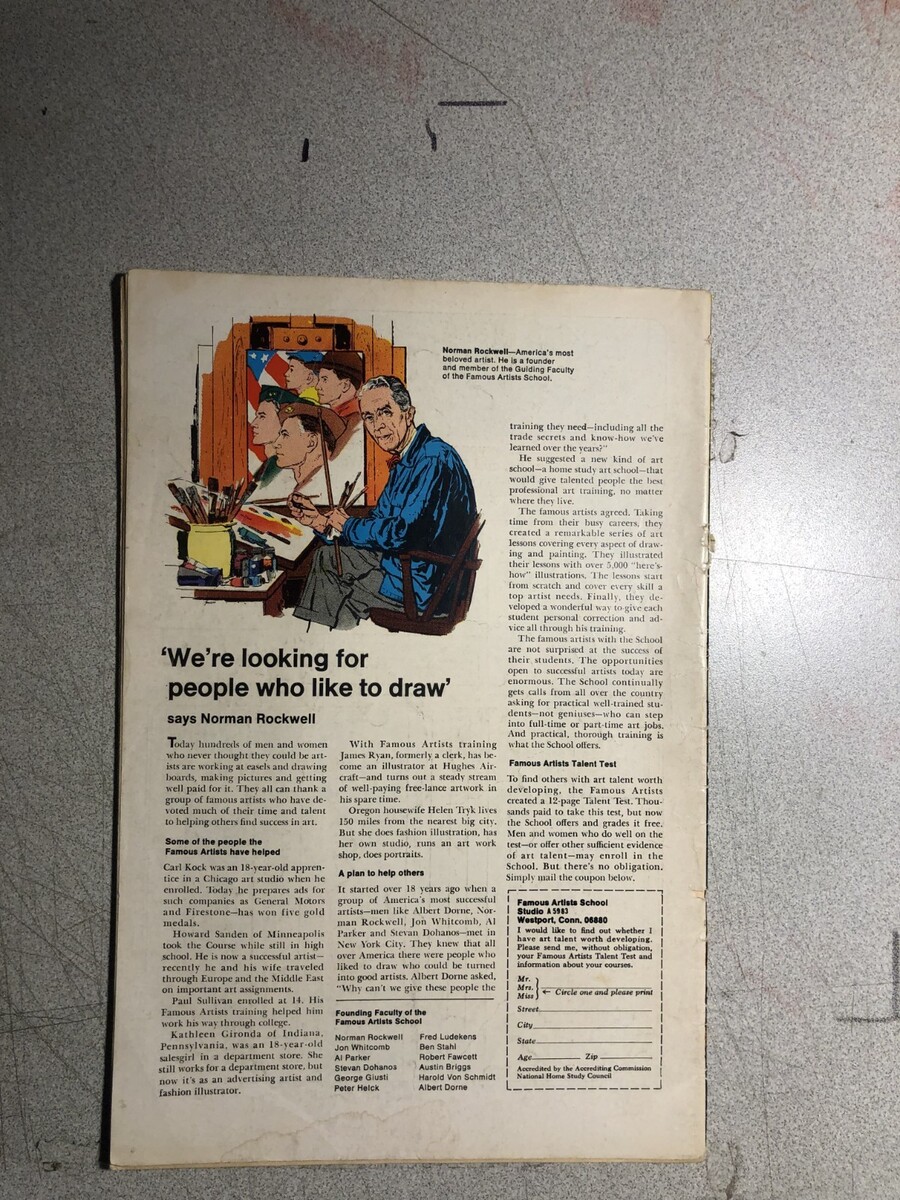 Norman Rockwell—America's most
beloved artist. He is a founder
and member of the Guiding Faculty
of the Famous Artists School.
'We're looking for
people who like to draw'
says Norman Rockwell
Today hundreds of men and women
who never thought they could be art-
ists are working at easels and drawing
boards, making pictures and getting
well paid for it. They all can thank a
group of famous artists who have de-
voted much of their time and talent
to helping others find success in art.
Some of the people the
Famous Artists have helped
Carl Kock was an 18-year-old appren-
tice in a Chicago art studio when he
enrolled. Today he prepares ads for
such companies as General Motors
and Firestone—has won five gold
medals.
Howard Sanden of Minneapolis
took the Course while still in high
school. He is now a successful artist—
recently he and his wife traveled
through Europe and the Middle East
on important art assignments.
Paul Sullivan enrolled at 14. His
Famous Artists training helped him
work his way through college.
Kathleen Gironda of Indiana,
Pennsylvania, was an 18-year-old
salesgirl in a department store. She
still works for a department store, but
now it's as an advertising artist and
fashion illustrator.
With Famous Artists training
James Ryan, formerly a clerk, has be-
come an illustrator at Hughes Air-
craft—and turns out a steady stream
of well-paying free-lance artwork in
his spare time.
Oregon housewife Helen Tryk lives
150 miles from the nearest big city.
But she does fashion illustration, has
her own studio, runs an art work
shop, does portraits.
A plan to help others
It started over 18 years ago when a
group of America's most successful
artists—men like Albert Dorne, Nor-
man Rockwell, Jon Whitcomb, Al
Parker and Stevan Dohanos—met in
New York City. They knew that all
over America there were people who
liked to draw who could be turned
into good artists. Albert Dorne asked,
"Why can't we give these people the
Founding Faculty of the
Famous Artists School
Norman Rockwell
Jon Whitcomb
Al Parker
Stevan Dohanos
George Giusti
Peter Helck
Fred Ludekens
Ben Stahl
Robert Fawcett
Austin Briggs
Harold Von Schmidt
Albert Dorne
training they need—including all the
trade secrets and know-how we've
learned over the years?"
He suggested a new kind of art
school—a home study art school—that
would give talented people the best
professional art training, no matter
where they live.
The famous artists agreed. Taking
time from their busy careers, they
created a remarkable series of art
lessons covering every aspect of draw-
ing and painting. They illustrated
their lessons with over 5,000 "here's-
how" illustrations. The lessons start
from scratch and cover every skill a
top artist needs. Finally, they de-
veloped a wonderful way to give each
student personal correction and ad-
vice all through his training.
The famous artists with the School
are not surprised at the success of
their students. The opportunities
open to successful artists today are
enormous. The School continually
gets calls from all over the country
asking for practical well-trained stu-
dents—not geniuses—who can step
into full-time or part-time art jobs.
And practical, thorough training is
what the School offers.
Famous Artists Talent Test
To find others with art talent worth
developing, the Famous Artists
created a 12-page Talent Test. Thou-
sands paid to take this test, but now
the School offers and grades it free.
Men and women who do well on the
test—or offer other sufficient evidence
of art talent—may enroll in the
School. But there's no obligation.
Simply mail the coupon below.
Famous Artists School
Studio A 5983
Westport, Conn. 06880
I would like to find out whether I
have art talent worth developing.
Please send me, without obligation,
your Famous Artists Talent Test and
information about your courses.
Mr.
Mrs. ← Circle one and please print
Miss
Street
City
State
Age Zip
Accredited by the Accrediting Commission
National Home Study Council